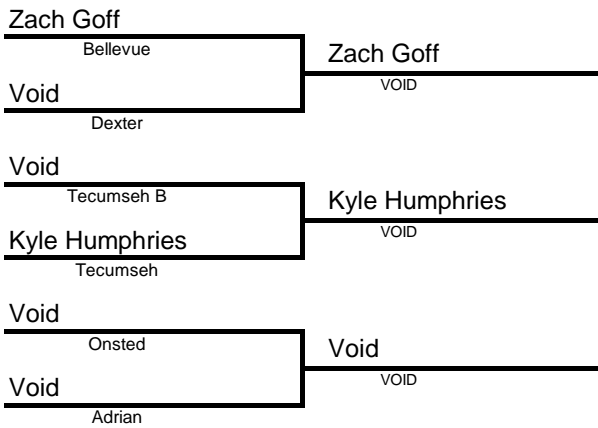 Zach Goff
Bellevue
Zach Goff
VOID
Void
Dexter
Void
Tecumseh B
Kyle Humphries
VOID
Kyle Humphries
Tecumseh
Void
Onsted
Void
VOID
Void
Adrian